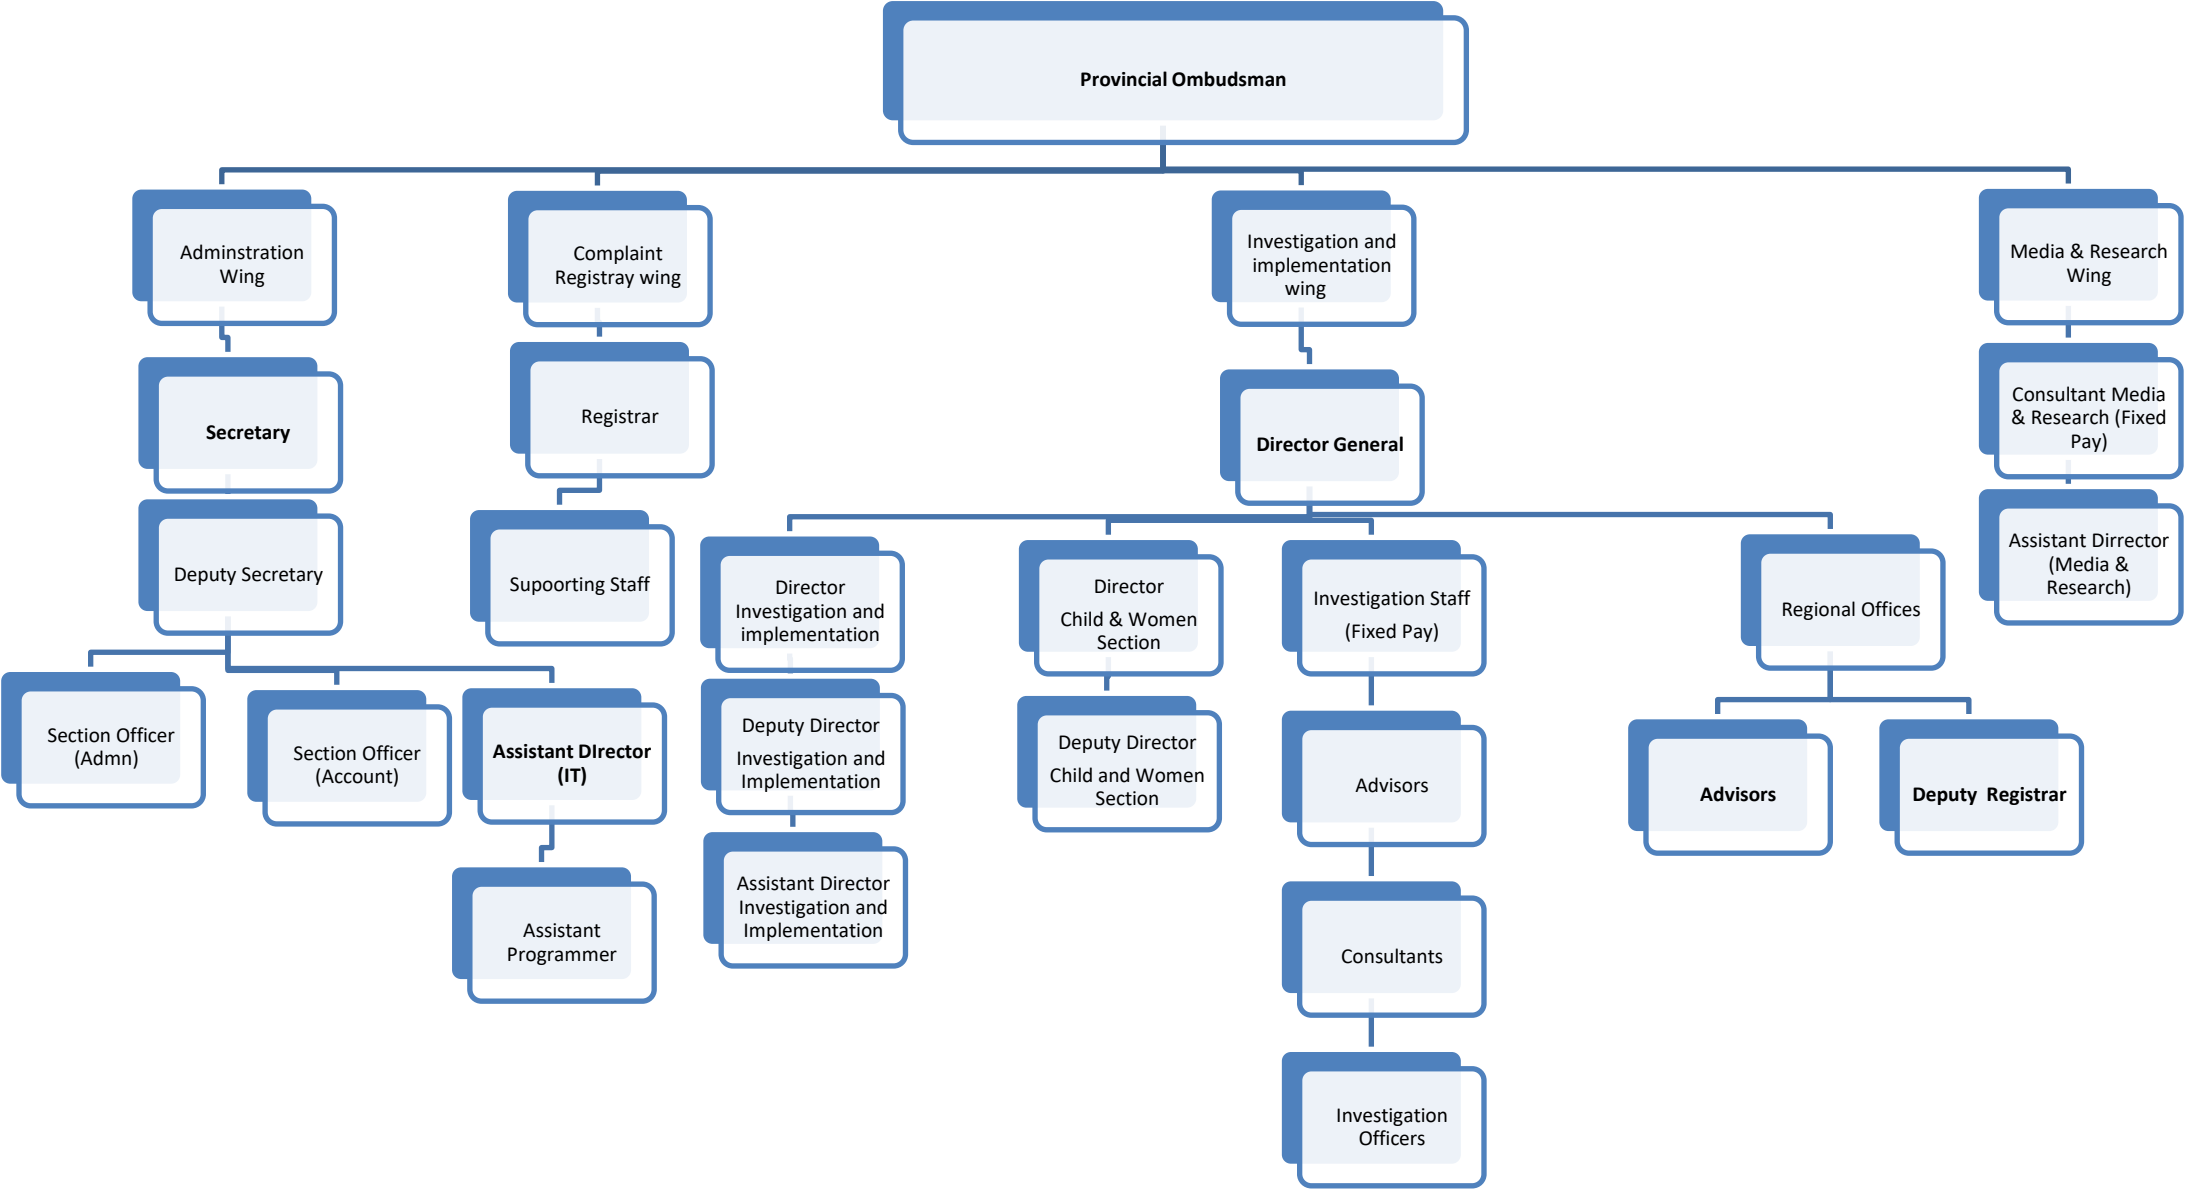 Provincial Ombudsman
Adminstration
Wing
Complaint
Registray wing
Investigation and
implementation
wing
Media & Research
Wing
Secretary
Registrar
Director General
Consultant Media
& Research (Fixed
Pay)
Deputy Secretary
Supoorting Staff
Director
Investigation and
implementation
Director
Child & Women
Section
Investigation Staff
(Fixed Pay)
Regional Offices
Assistant Dirrector
(Media &
Research)
Section Officer
(Admn)
Section Officer
(Account)
Assistant DIrector
(IT)
Deputy Director
Investigation and
Implementation
Deputy Director
Child and Women
Section
Advisors
Advisors
Deputy  Registrar
Assistant
Programmer
Assistant Director
Investigation and
Implementation
Consultants
Investigation
Officers